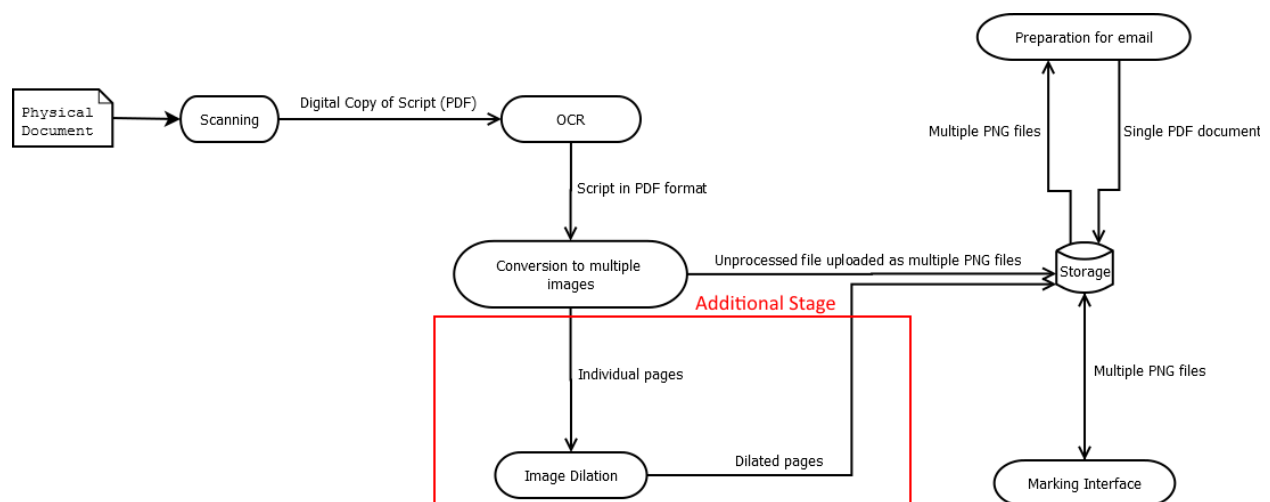 Preparation for email
Physical
Document
Scanning
Digital Copy of Script (PDF)
OCR
Multiple PNG files
Single PDF document
Script in PDF format
Conversion to multiple
images
Unprocessed file uploaded as multiple PNG files
Storage
Additional Stage
Individual pages
Multiple PNG files
Image Dilation
Dilated pages
Marking Interface